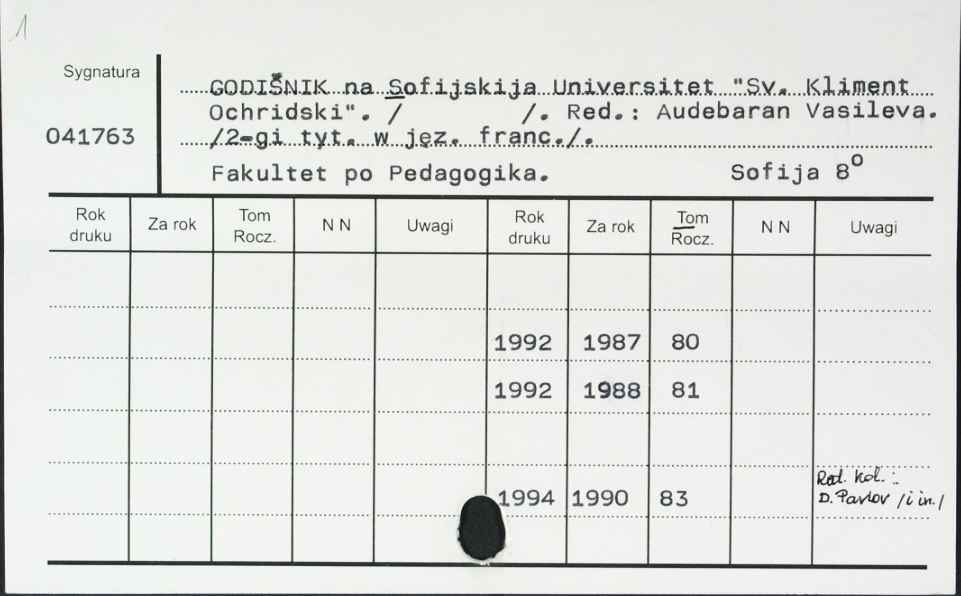 1
Sygnatura
GODIŠNIK na Sofijskija Universitet "Sv. Kliment
Ochridski". / /. Red.: Audebaran Vasileva.
041763
/2-gi tyt. w jęz. franc./.
Fakultet po Pedagogika. Sofija 8°
Rok druku Za rok Tom Rocz. N N Uwagi Rok druku Za rok Tom Rocz. N N Uwagi
1992 1987 80
1992 1988 81
1994 1990 83 Red. kol.:
D. Pavlov /i in./